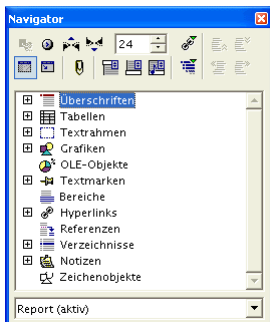 Navigator
24
Überschriften
Tabellen
Textrahmen
Grafiken
OLE-Objekte
Textmarken
Bereiche
Hyperlinks
Referenzen
Verzeichnisse
Notizen
Zeichenobjekte
Report (aktiv)